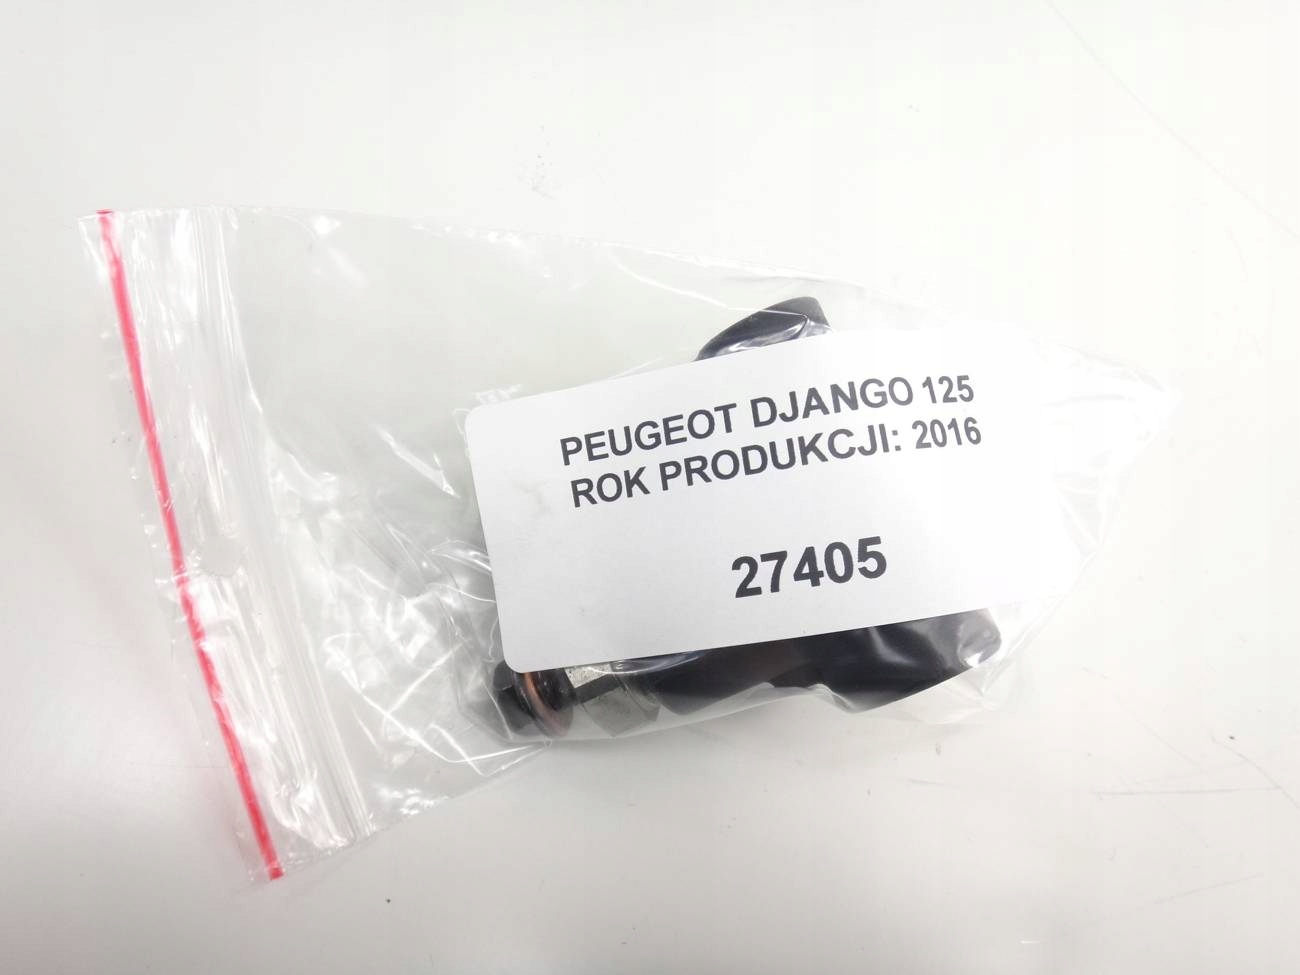 PEUGEOT DJANGO 125
ROK PRODUKCJI: 2016
27405